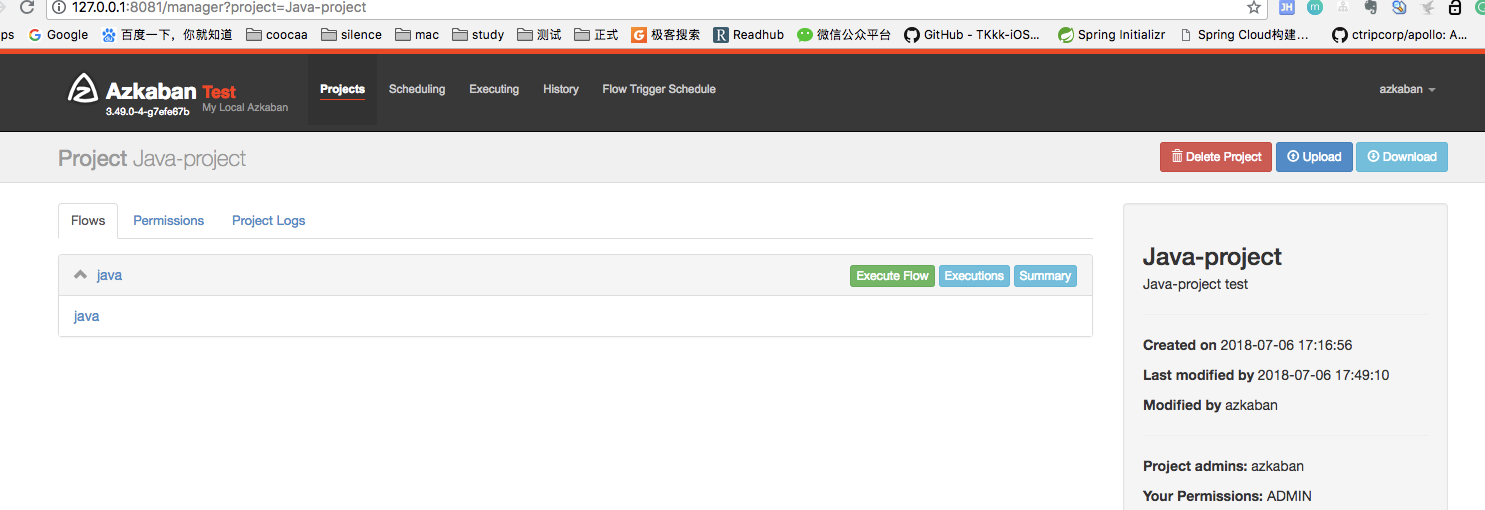 127.0.0.1:8081/manager?project=Java-project
ps Google 百度一下，你就知道 coocaa silence mac study 测试 正式 极客搜索 Readhub 微信公众平台 GitHub - TKkk-iOS... Spring Initializr Spring Cloud构建... ctripcorp/apollo: A...
Azkaban Test Projects Scheduling Executing History Flow Trigger Schedule azkaban
3.49.0-4-g7efe67b My Local Azkaban
Project Java-project Delete Project Upload Download
Flows Permissions Project Logs
java Execute Flow Executions Summary
java
Java-project
Java-project test
Created on 2018-07-06 17:16:56
Last modified by 2018-07-06 17:49:10
Modified by azkaban
Project admins: azkaban
Your Permissions: ADMIN